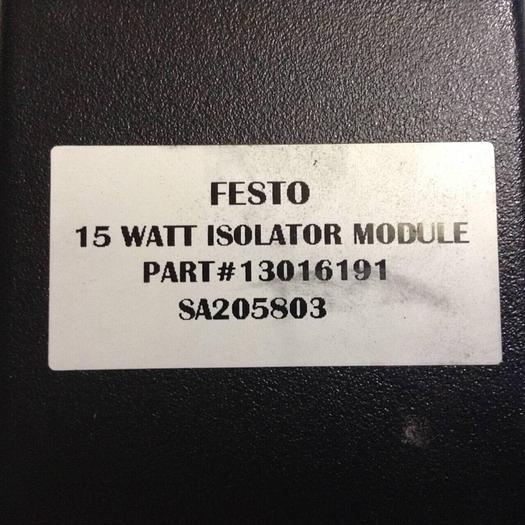 FESTO
15 WATT ISOLATOR MODULE
PART#13016191
SA205803